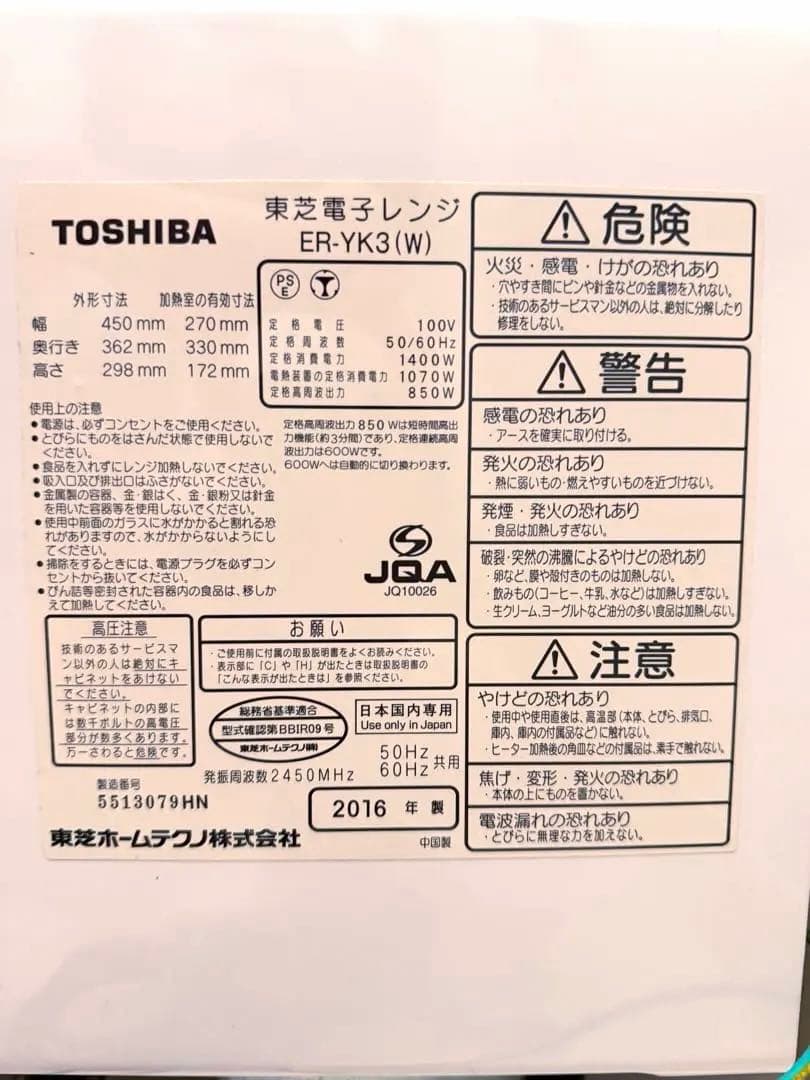 TOSHIBA
東芝電子レンジ
ER-YK3(W)
外形寸法 加熱室の有効寸法
幅 450mm 270mm
奥行き 362mm 330mm
高さ 298mm 172mm
PS
E
定格電圧 100V
定格周波数 50/60Hz
定格消費電力 1400W
電熱装置の定格消費電力 1070W
定格高周波出力 850W
定格高周波出力850Wは短時間高出
力機能(約3分間)であり、定格連続高周
波出力は600Wです。
600Wへは自動的に切り換わります。
使用上の注意
●電源は、必ずコンセントをご使用ください。
●とびらにものをはさんだ状態で使用しないで
ください。
●食品を入れずにレンジ加熱しないでください。
●吸入口及び排出口はふさがないでください。
●金属製の容器、金・銀はく、金・銀粉又は針金
を用いた容器等を使用しないでください。
●使用中前面のガラスに水がかかると割れる恐
れがありますので、水がかからないようにし
てください。
●掃除をするときには、電源プラグを必ずコン
セントから抜いてください。
●びん詰等密封された容器内の食品は、移しか
えて加熱してください。
JQA
JQ10026
高圧注意
技術のあるサービスマ
ン以外の人は絶対にキ
ャビネットをあけない
でください。
キャビネットの内部に
は数千ボルトの高電圧
部分が数多くあります。
万一さわると危険です。
お願い
・ご使用前に付属の取扱説明書をよくお読みください。
・表示部に「C」や「H」が出たときは取扱説明書の
「こんな表示が出たときは」を参照ください。
総務省基準適合
型式確認第BBIR09号
東芝ホームテクノ(株)
日本国内専用
Use only in Japan
発振周波数2450MHz
50Hz
60Hz
共用
製造番号
5513079HN
2016 年製
東芝ホームテクノ株式会社
中国製
危険
火災・感電・けがの恐れあり
・穴やすき間にピンや針金などの金属物を入れない。
・技術のあるサービスマン以外の人は、絶対に分解したり
修理をしない。
警告
感電の恐れあり
・アースを確実に取り付ける。
発火の恐れあり
・熱に弱いもの・燃えやすいものを近づけない。
発煙・発火の恐れあり
・食品は加熱しすぎない。
破裂・突然の沸騰によるやけどの恐れあり
・卵など、膜や殻付きのものは加熱しない。
・飲みもの(コーヒー、牛乳、水など)は加熱しすぎない。
・生クリーム、ヨーグルトなど油分の多い食品は加熱しない。
注意
やけどの恐れあり
・使用中や使用直後は、高温部(本体、とびら、排気口、
庫内、庫内の付属品など)に触れない。
・ヒーター加熱後の角皿などの付属品は、素手で触れない。
焦げ・変形・発火の恐れあり
・本体の上にものを置かない。
電波漏れの恐れあり
・とびらに無理な力を加えない。